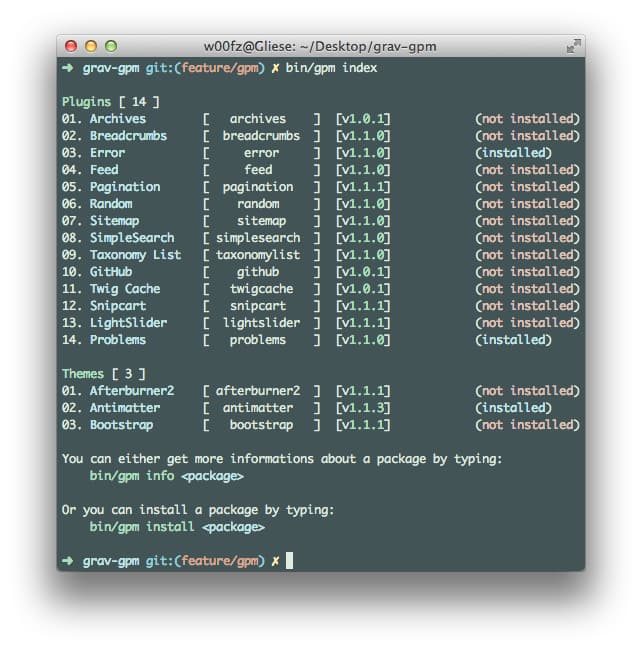 w00fz@Gliese: ~/Desktop/grav-gpm
➜ grav-gpm git:(feature/gpm) ✗ bin/gpm index
Plugins [ 14 ]
01. Archives [ archives ] [v1.0.1] (not installed)
02. Breadcrumbs [ breadcrumbs ] [v1.1.0] (not installed)
03. Error [ error ] [v1.1.0] (installed)
04. Feed [ feed ] [v1.1.0] (not installed)
05. Pagination [ pagination ] [v1.1.1] (not installed)
06. Random [ random ] [v1.1.0] (not installed)
07. Sitemap [ sitemap ] [v1.1.0] (not installed)
08. SimpleSearch [ simplesearch ] [v1.1.0] (not installed)
09. Taxonomy List [ taxonomylist ] [v1.1.0] (not installed)
10. GitHub [ github ] [v1.0.1] (not installed)
11. Twig Cache [ twigcache ] [v1.0.1] (not installed)
12. Snipcart [ snipcart ] [v1.1.1] (not installed)
13. LightSlider [ lightslider ] [v1.1.1] (not installed)
14. Problems [ problems ] [v1.1.0] (installed)
Themes [ 3 ]
01. Afterburner2 [ afterburner2 ] [v1.1.1] (not installed)
02. Antimatter [ antimatter ] [v1.1.3] (installed)
03. Bootstrap [ bootstrap ] [v1.1.1] (not installed)
You can either get more informations about a package by typing:
bin/gpm info <package>
Or you can install a package by typing:
bin/gpm install <package>
➜ grav-gpm git:(feature/gpm) ✗